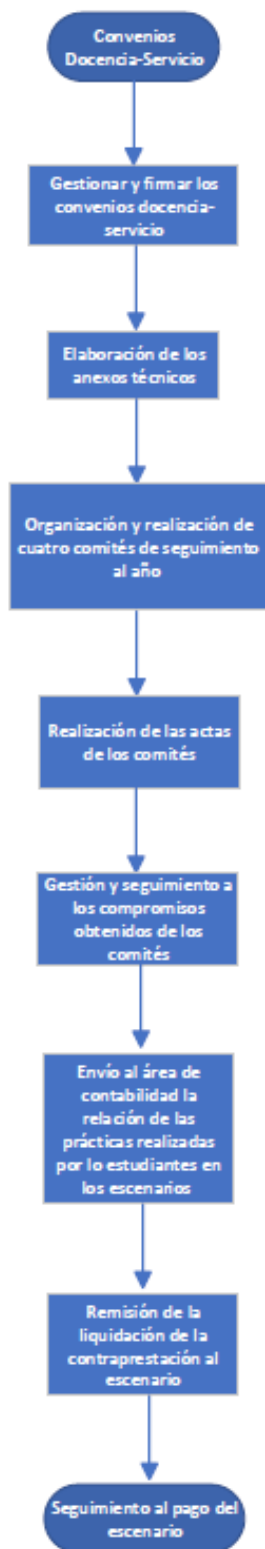 Convenios
Docencia-Servicio
Gestionar y firmar los
convenios docencia-
servicio
Elaboración de los
anexos técnicos
Organización y realización de
cuatro comités de seguimiento
al año
Realización de las actas
de los comités
Gestión y seguimiento a
los compromisos
obtenidos de los
comités
Envío al área de
contabilidad la
relación de las
prácticas realizadas
por lo estudiantes en
los escenarios
Remisión de la
liquidación de la
contraprestación al
escenario
Seguimiento al pago del
escenario